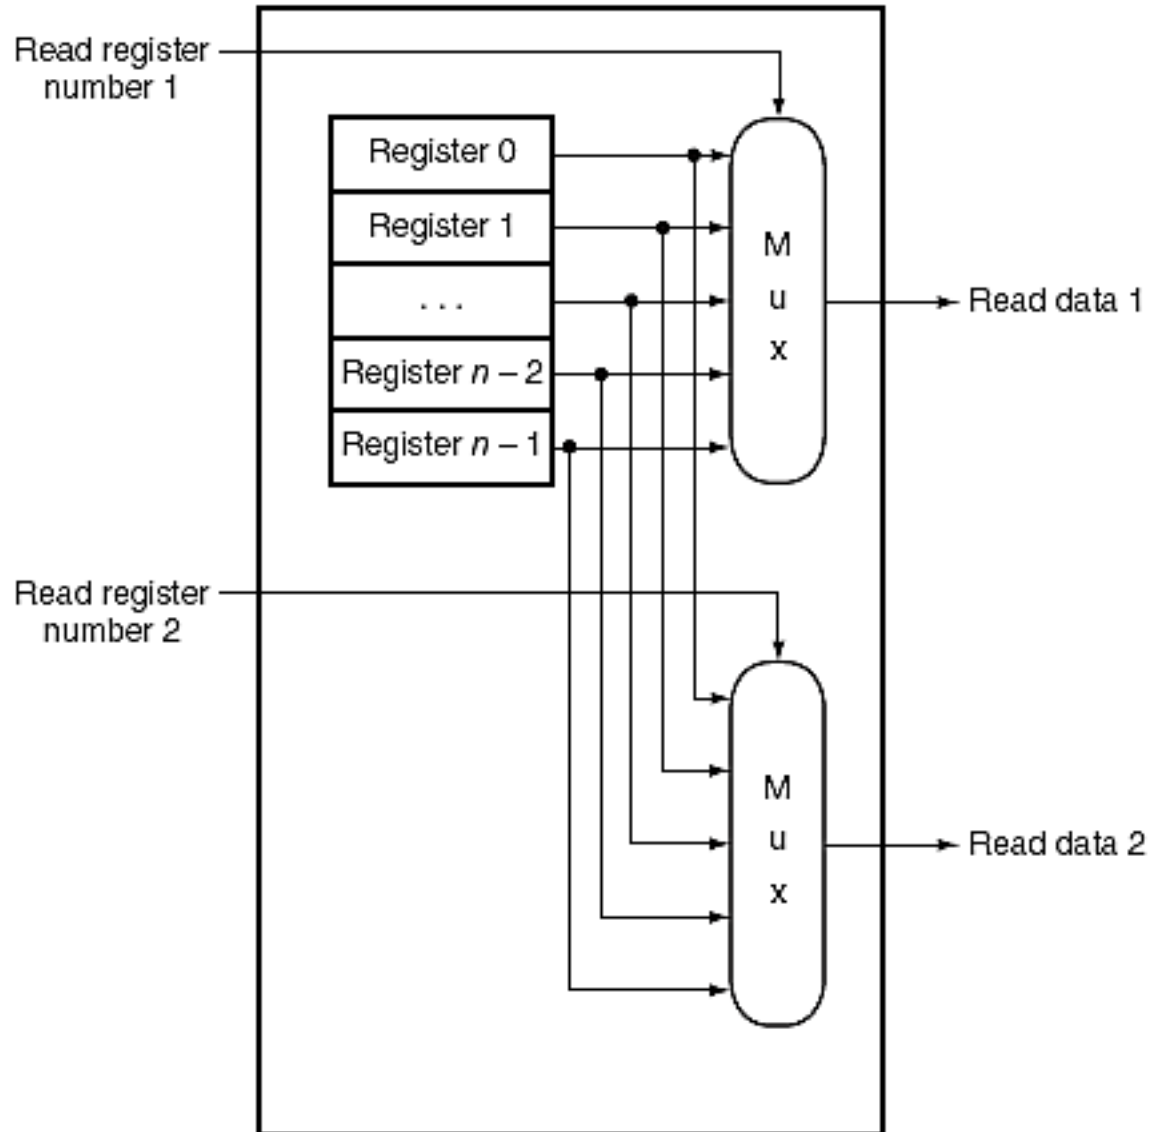 Read register
number 1
Register 0
Register 1
. . .
Register n – 2
Register n – 1
M
u
x
Read data 1
Read register
number 2
M
u
x
Read data 2